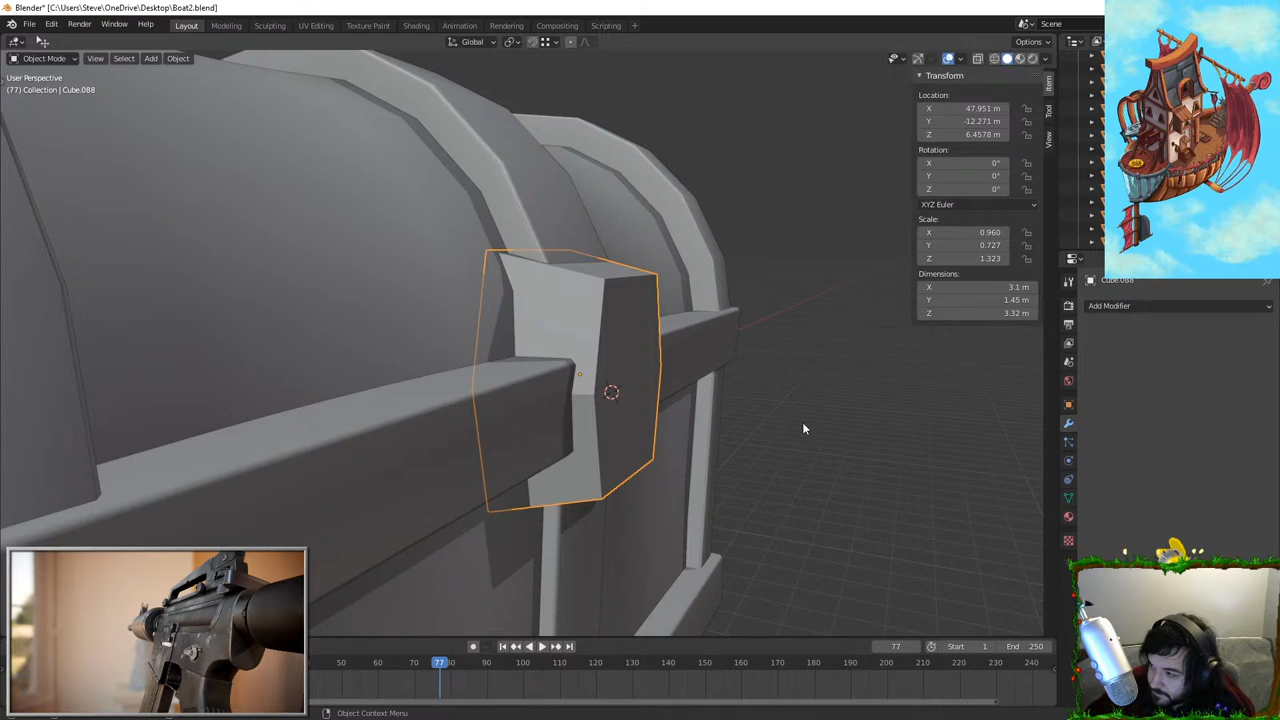 Blender* [C:\Users\Steve\OneDrive\Desktop\Boat2.blend]
File Edit Render Window Help Layout Modeling Sculpting UV Editing Texture Paint Shading Animation Rendering Compositing Scripting Scene
Global Options
Object Mode View Select Add Object
User Perspective
(77) Collection | Cube.088
Transform
Location:
X 47.951 m
Y -12.271 m
Z 6.4578 m
Rotation:
X 0°
Y 0°
Z 0°
XYZ Euler
Scale:
X 0.960
Y 0.727
Z 1.323
Dimensions:
X 3.1 m
Y 1.45 m
Z 3.32 m
Item
Tool
View
Cube.088
Add Modifier
77 Start 1 End 250
50 60 70 77 80 90 100 110 120 130 140 150 160 170 180 190 200 210 220 230 240
Object Context Menu